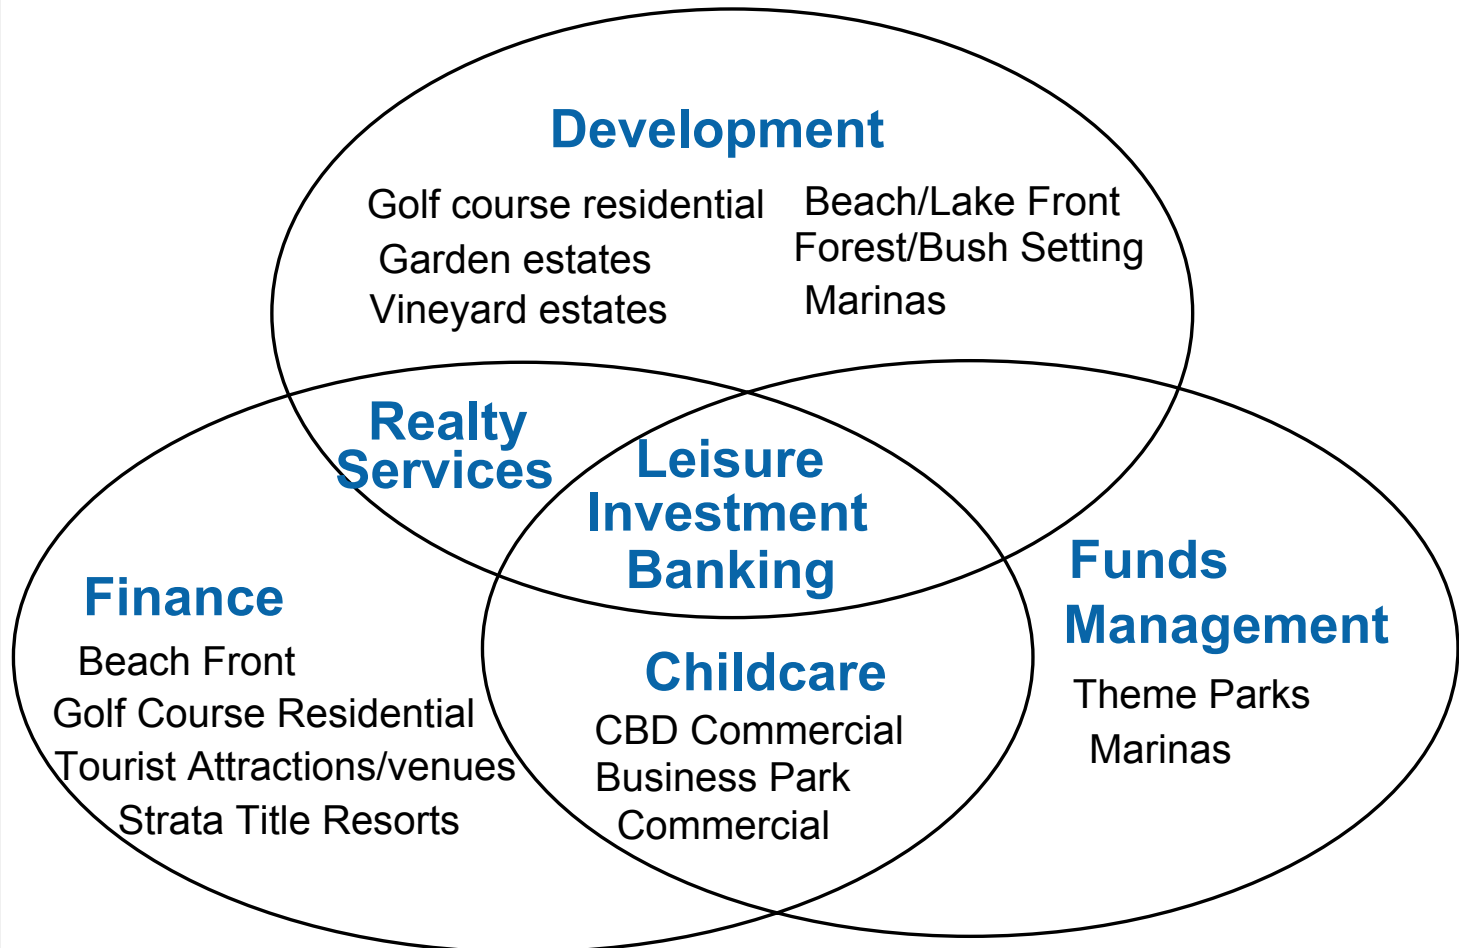 Development
Golf course residential
Garden estates
Vineyard estates
Beach/Lake Front
Forest/Bush Setting
Marinas
Realty
Services
Leisure
Investment
Banking
Finance
Beach Front
Golf Course Residential
Tourist Attractions/venues
Strata Title Resorts
Childcare
CBD Commercial
Business Park
Commercial
Funds
Management
Theme Parks
Marinas